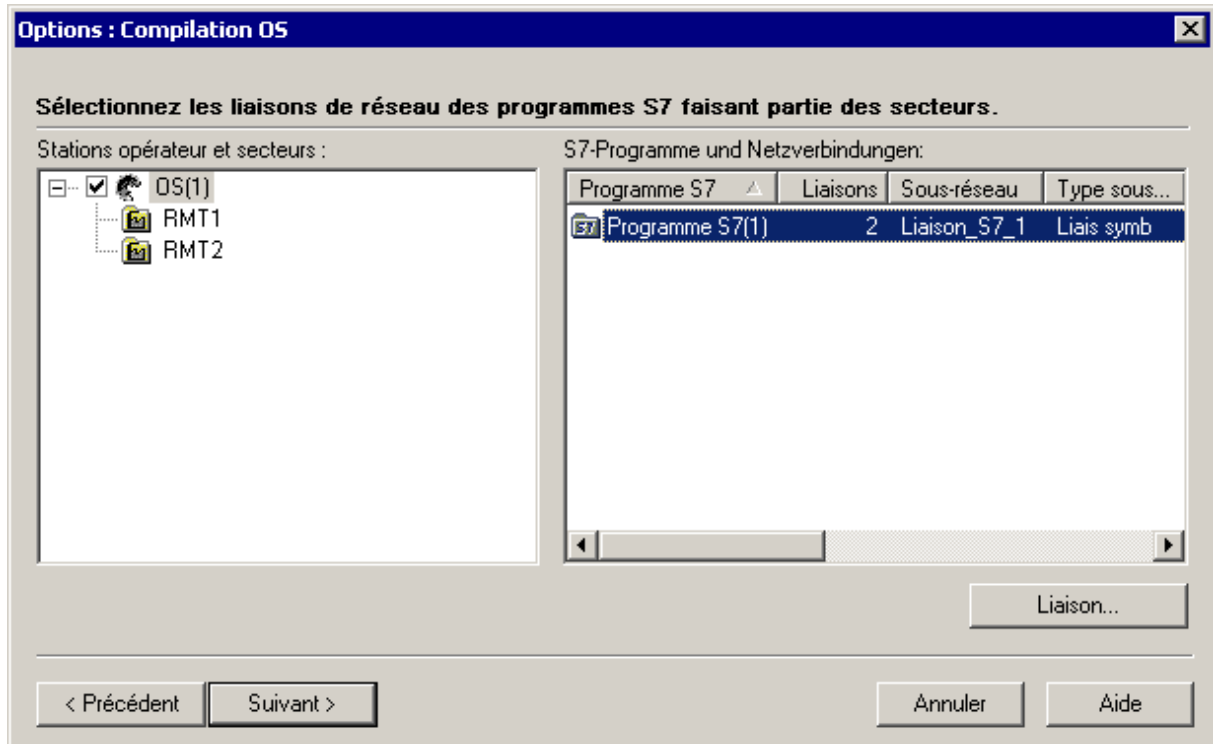 Options : Compilation OS
Sélectionnez les liaisons de réseau des programmes S7 faisant partie des secteurs.
Stations opérateur et secteurs :
OS(1)
RMT1
RMT2
S7-Programme und Netzverbindungen:
Programme S7 Liaisons Sous-réseau Type sous...
Programme S7(1) 2 Liaison_S7_1 Liais symb
Liaison...
< Précédent Suivant > Annuler Aide